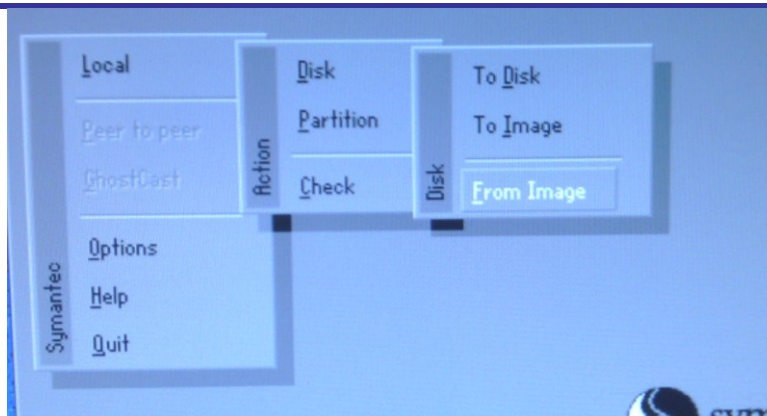 Symantec
Local
Peer to peer
GhostCast
Options
Help
Quit
Action
Disk
Partition
Check
Disk
To Disk
To Image
From Image